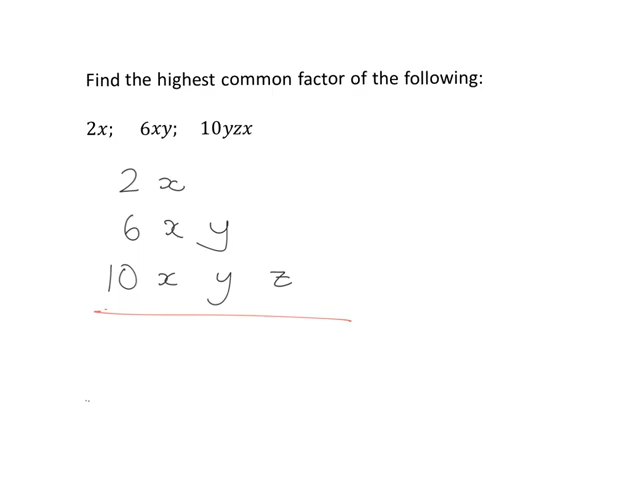 Find the highest common factor of the following:
2x; 6xy; 10yzx
2 x
6 x y
10 x y z